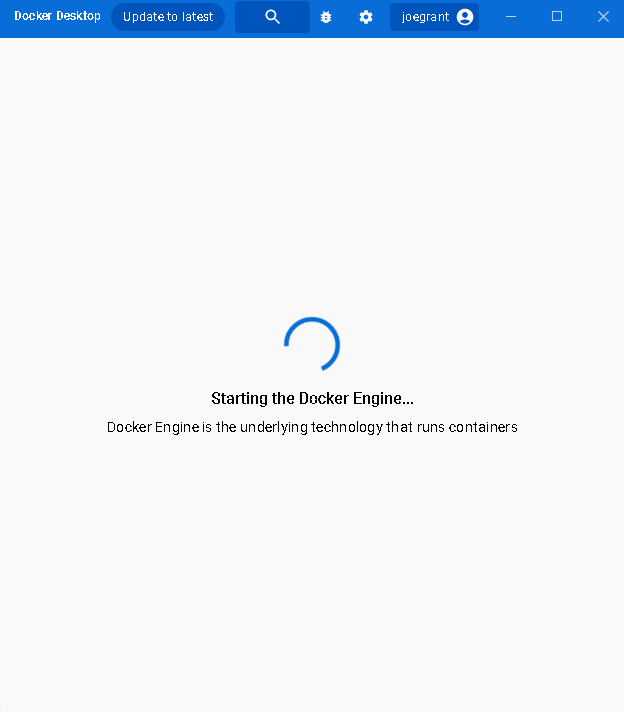 Docker Desktop
Update to latest
joegrant
Starting the Docker Engine...
Docker Engine is the underlying technology that runs containers